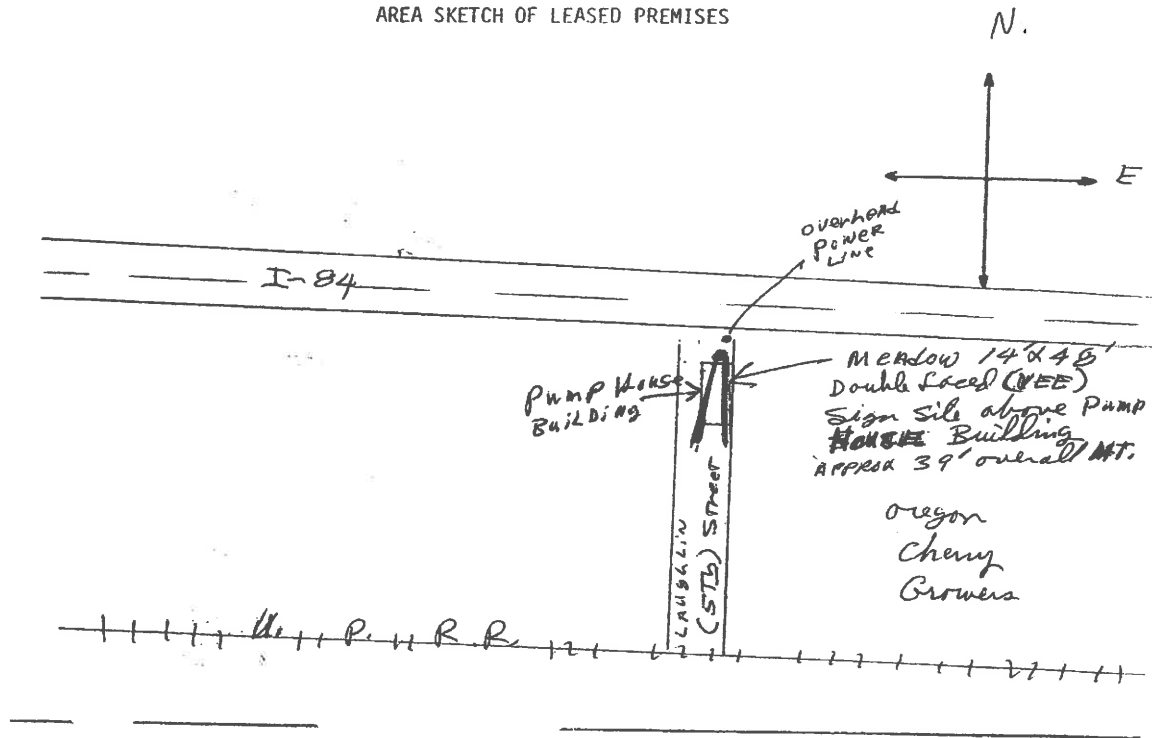 AREA SKETCH OF LEASED PREMISES
N.
E
overhead
Power
Line
I-84
Pump House
BuiLDing
MEADOW 14'X48'
Double faced (VEE)
Sign Site above Pump
House Building
APPROX 39' overall HT.
LAUGHLIN
(5Th) Street
oregon
Cherry
Growers
U. P. R.R.